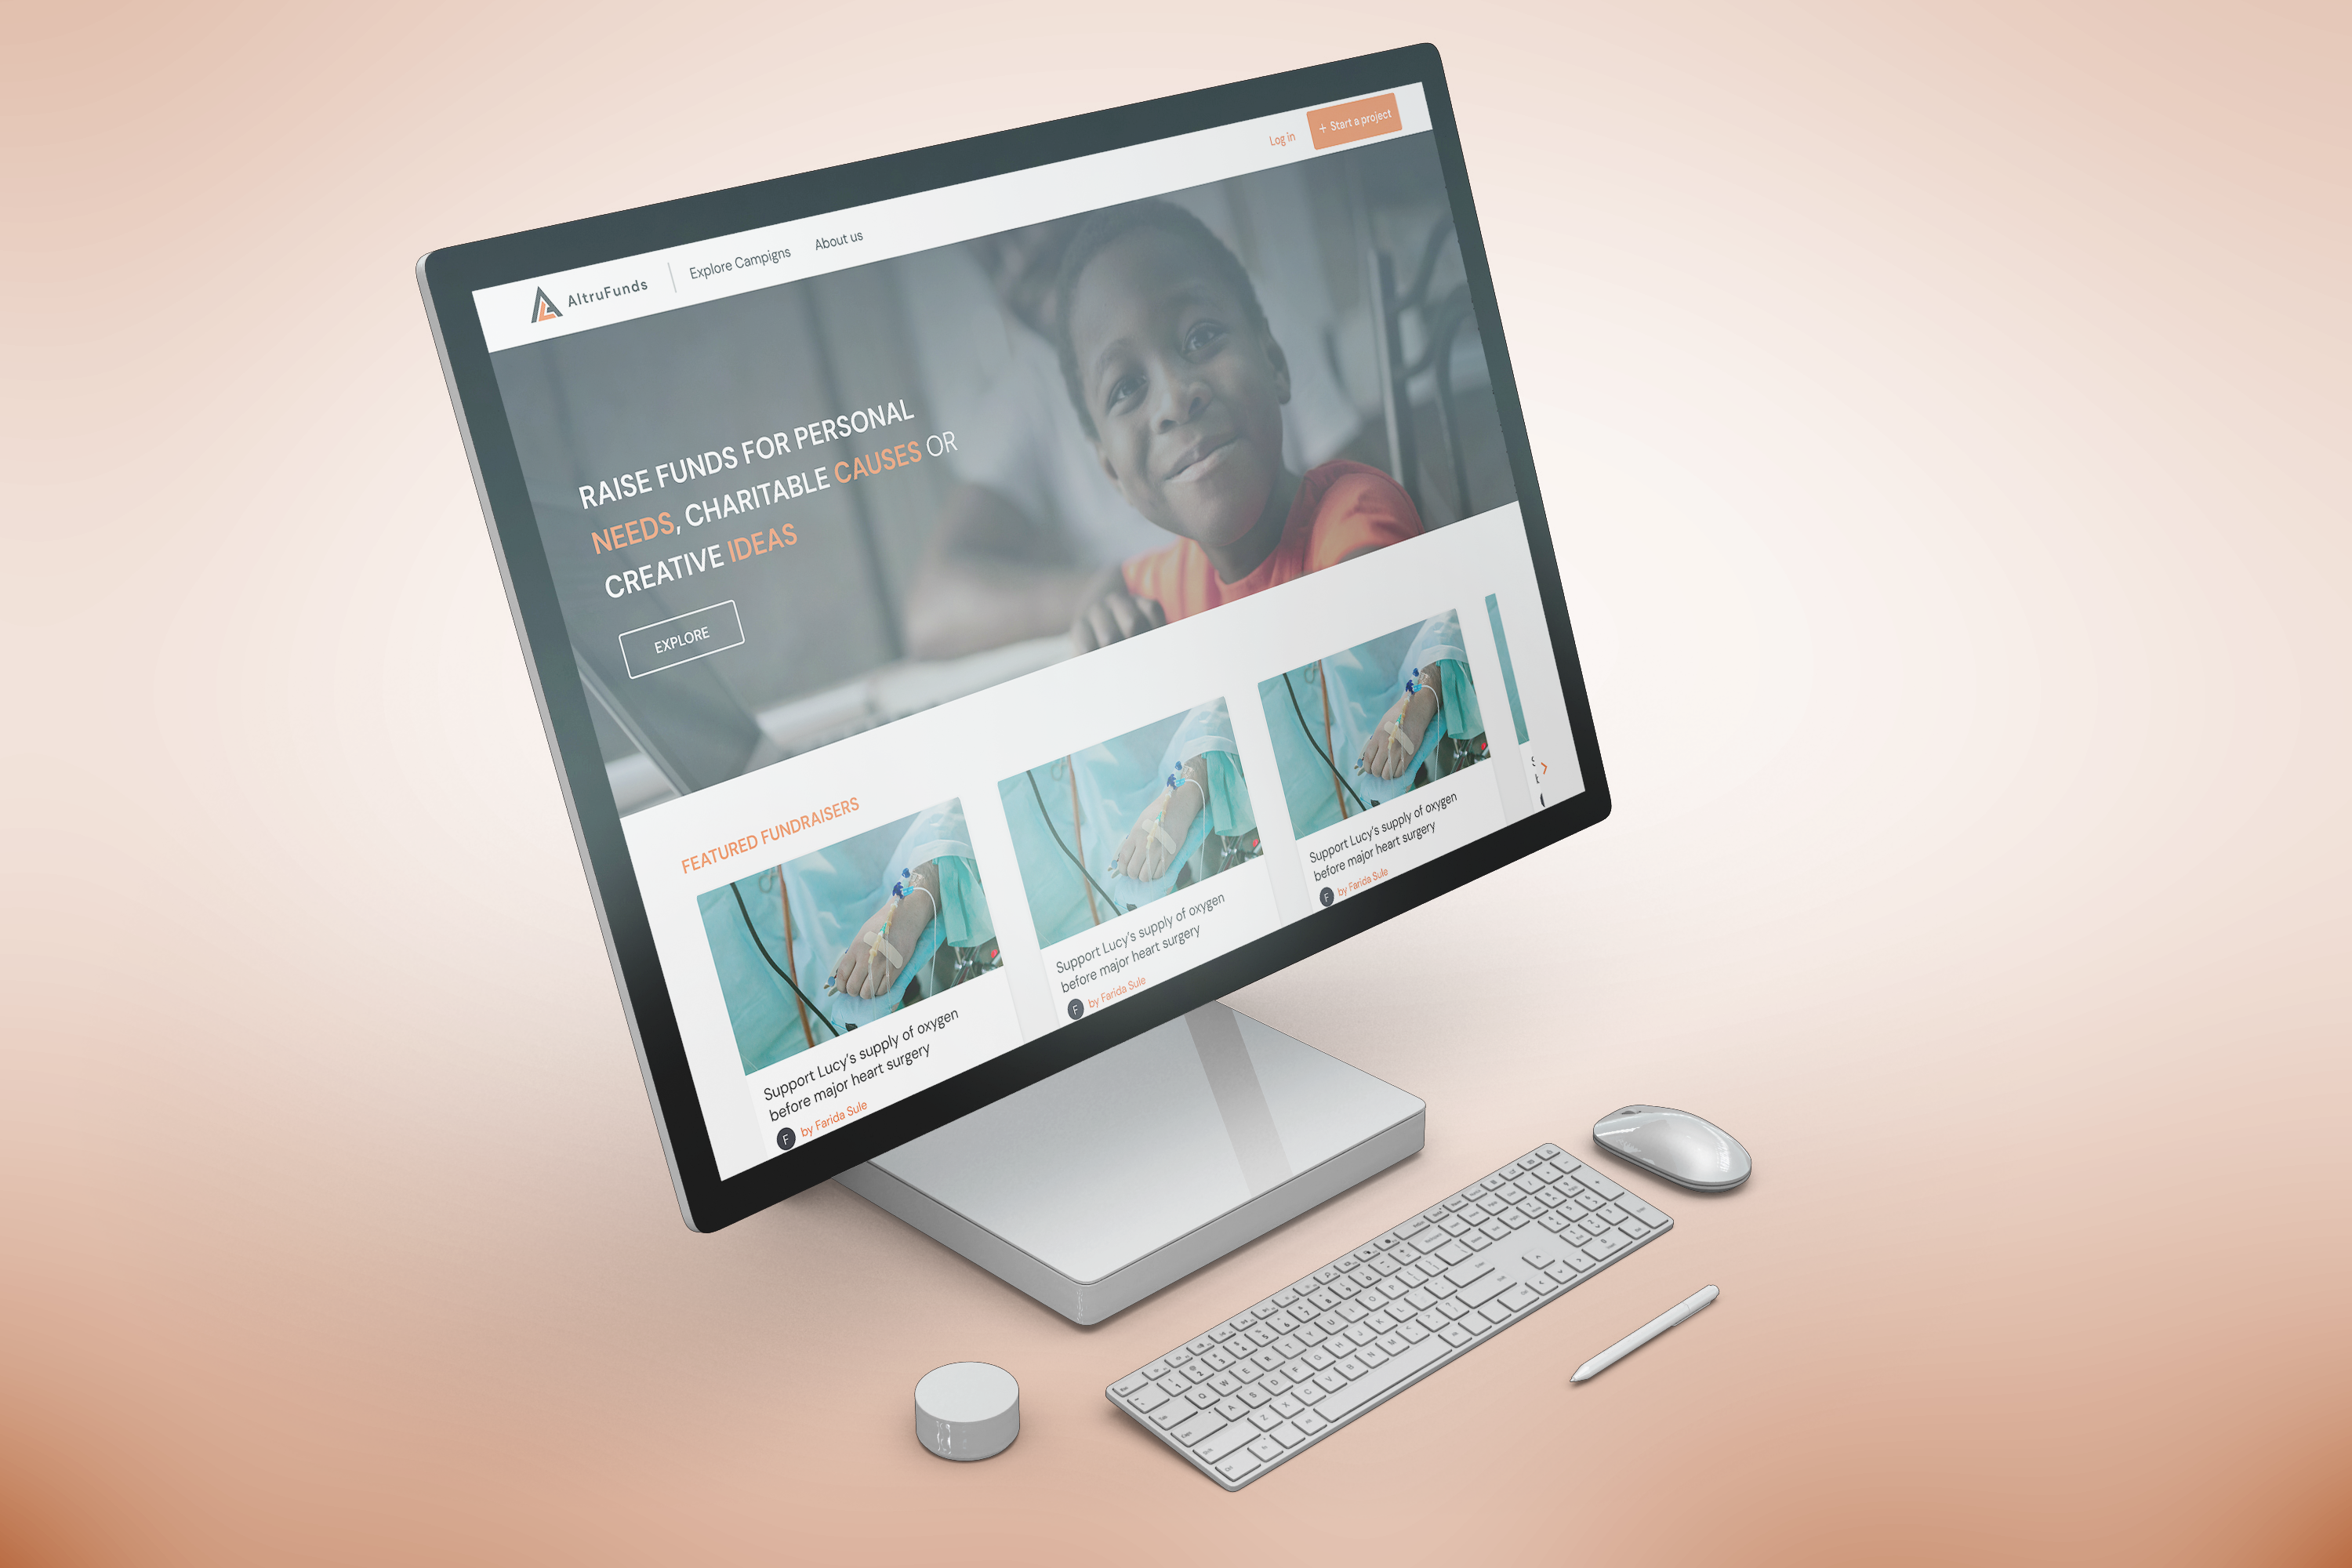 AltruFunds
Explore Campigns
About us
Log in
+ Start a project
RAISE FUNDS FOR PERSONAL
NEEDS, CHARITABLE CAUSES OR
CREATIVE IDEAS
EXPLORE
FEATURED FUNDRAISERS
Support Lucy's supply of oxygen
before major heart surgery
F by Farida Sule
Support Lucy's supply of oxygen
before major heart surgery
F by Farida Sule
Support Lucy's supply of oxygen
before major heart surgery
F by Farida Sule